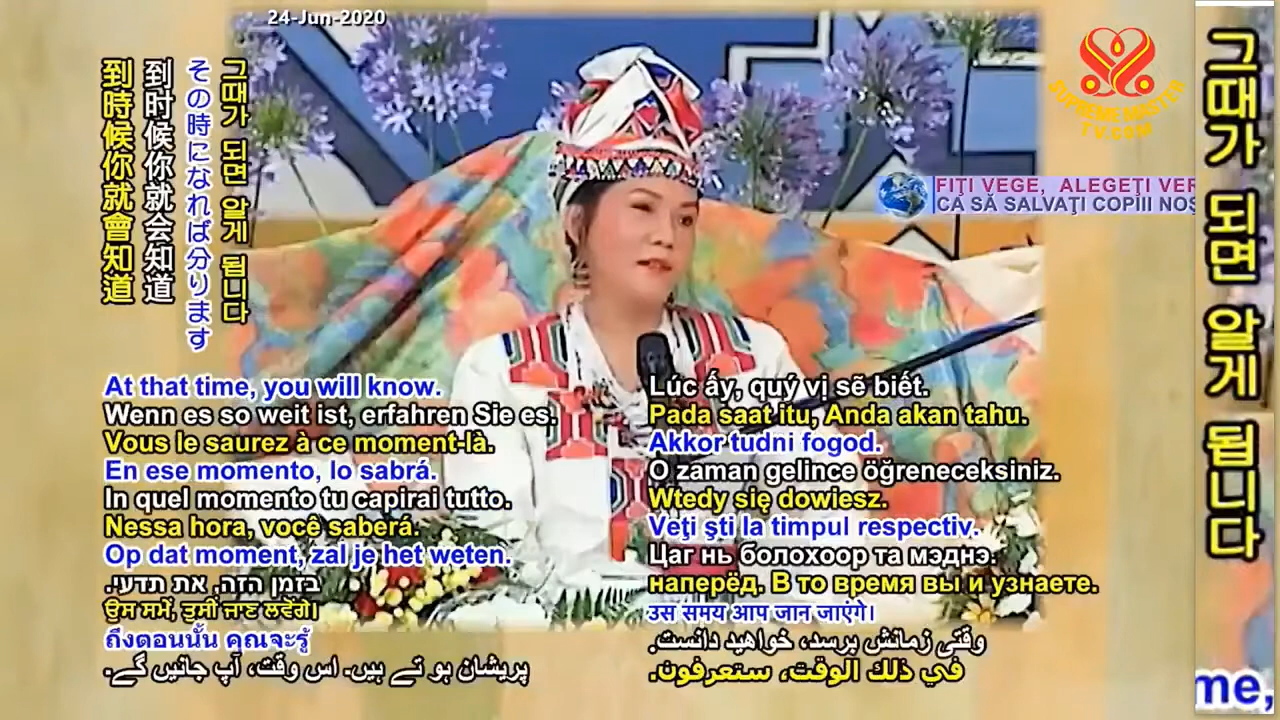 24-Jun-2020
SUPREME MASTER
TV.COM
FIŢI VEGE, ALEGEŢI VER
CA SĂ SALVAŢI COPIII NOŞ
그때가 되면 알게 됩니다
その時になれば分ります
到时候你就会知道
到時候你就會知道
At that time, you will know.
Wenn es so weit ist, erfahren Sie es.
Vous le saurez à ce moment-là.
En ese momento, lo sabrá.
In quel momento tu capirai tutto.
Nessa hora, você saberá.
Op dat moment, zal je het weten.
בזמן הזה, את תדעי.
ਉਸ ਸਮੇਂ, ਤੁਸੀਂ ਜਾਣ ਲਵੋਂਗੇ।
ถึงตอนนั้น คุณจะรู้
پریشان ہو تے ہیں. اس وقت، آپ جانیں گے.
Lúc ấy, quý vị sẽ biết.
Pada saat itu, Anda akan tahu.
Akkor tudni fogod.
O zaman gelince öğreneceksiniz.
Wtedy się dowiesz.
Veţi şti la timpul respectiv.
Цаг нь болохоор та мэднэ.
наперёд. В то время вы и узнаете.
उस समय आप जान जाएंगे।
وقتی زمانش برسد، خواهید دانست.
في ذلك الوقت، ستعرفون.
그때가 되면 알게 됩니다
me,